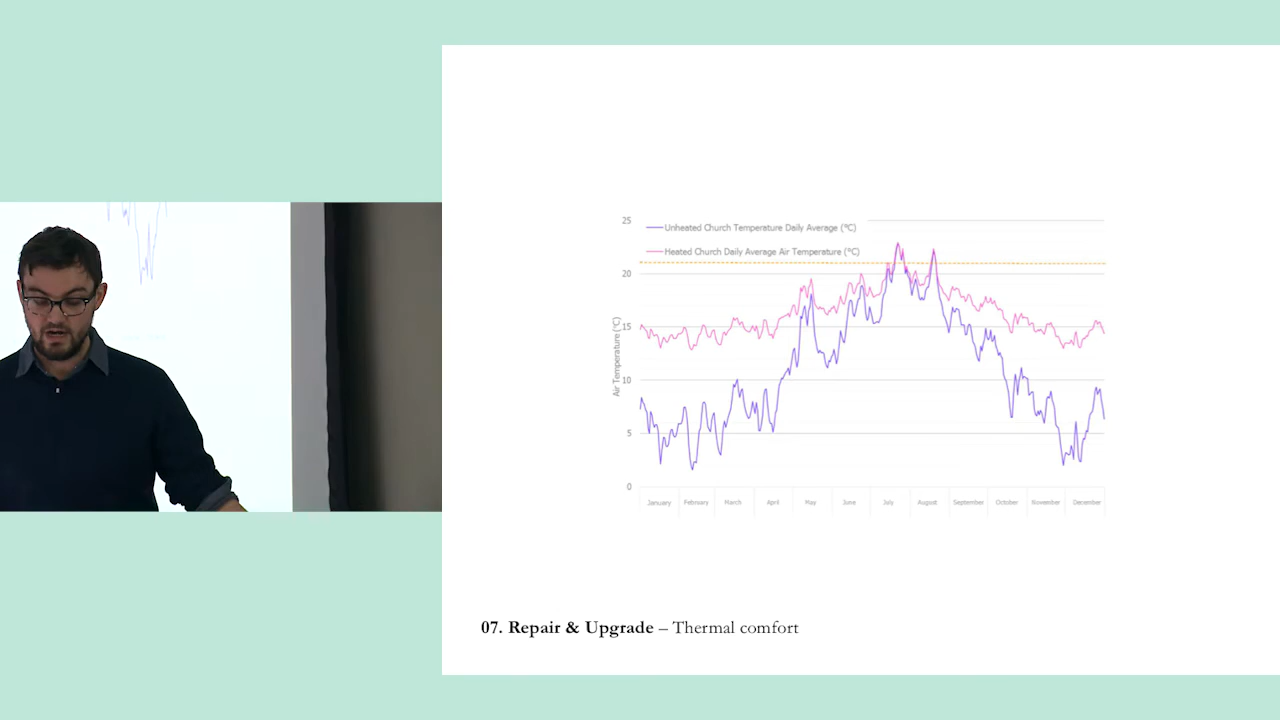 25
Unheated Church Temperature Daily Average (°C)
Heated Church Daily Average Air Temperature (°C)
20
15
10
5
0
Air Temperature (°C)
January February March April May June July August September October November December
07. Repair & Upgrade – Thermal comfort